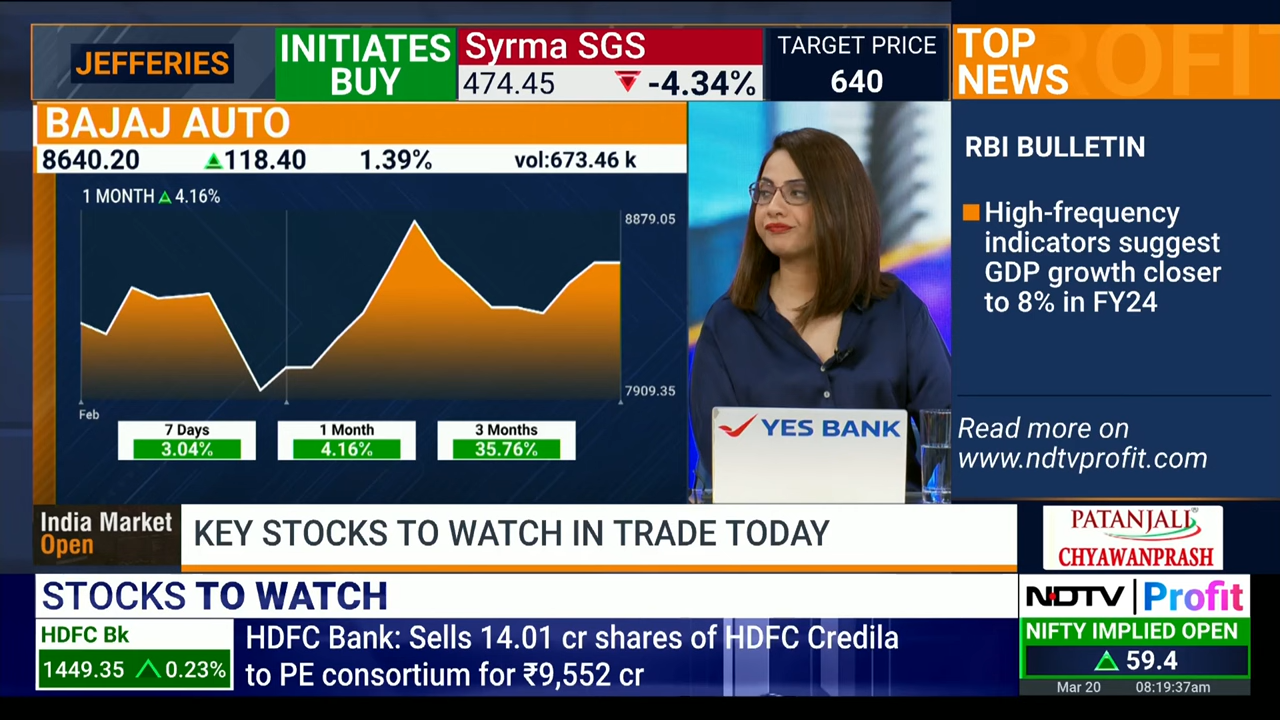 JEFFERIES
INITIATES
BUY
Syrma SGS
474.45 ▼ -4.34%
TARGET PRICE
640
TOP
NEWS
BAJAJ AUTO
8640.20 ▲118.40 1.39% vol:673.46 k
1 MONTH ▲ 4.16%
8879.05
7909.35
Feb
7 Days
3.04%
1 Month
4.16%
3 Months
35.76%
YES BANK
RBI BULLETIN
High-frequency
indicators suggest
GDP growth closer
to 8% in FY24
Read more on
www.ndtvprofit.com
India Market
Open
KEY STOCKS TO WATCH IN TRADE TODAY
PATANJALI
CHYAWANPRASH
STOCKS TO WATCH
HDFC Bk
1449.35 ▲ 0.23%
HDFC Bank: Sells 14.01 cr shares of HDFC Credila
to PE consortium for ₹9,552 cr
NDTV Profit
NIFTY IMPLIED OPEN
▲ 59.4
Mar 20 08:19:37am